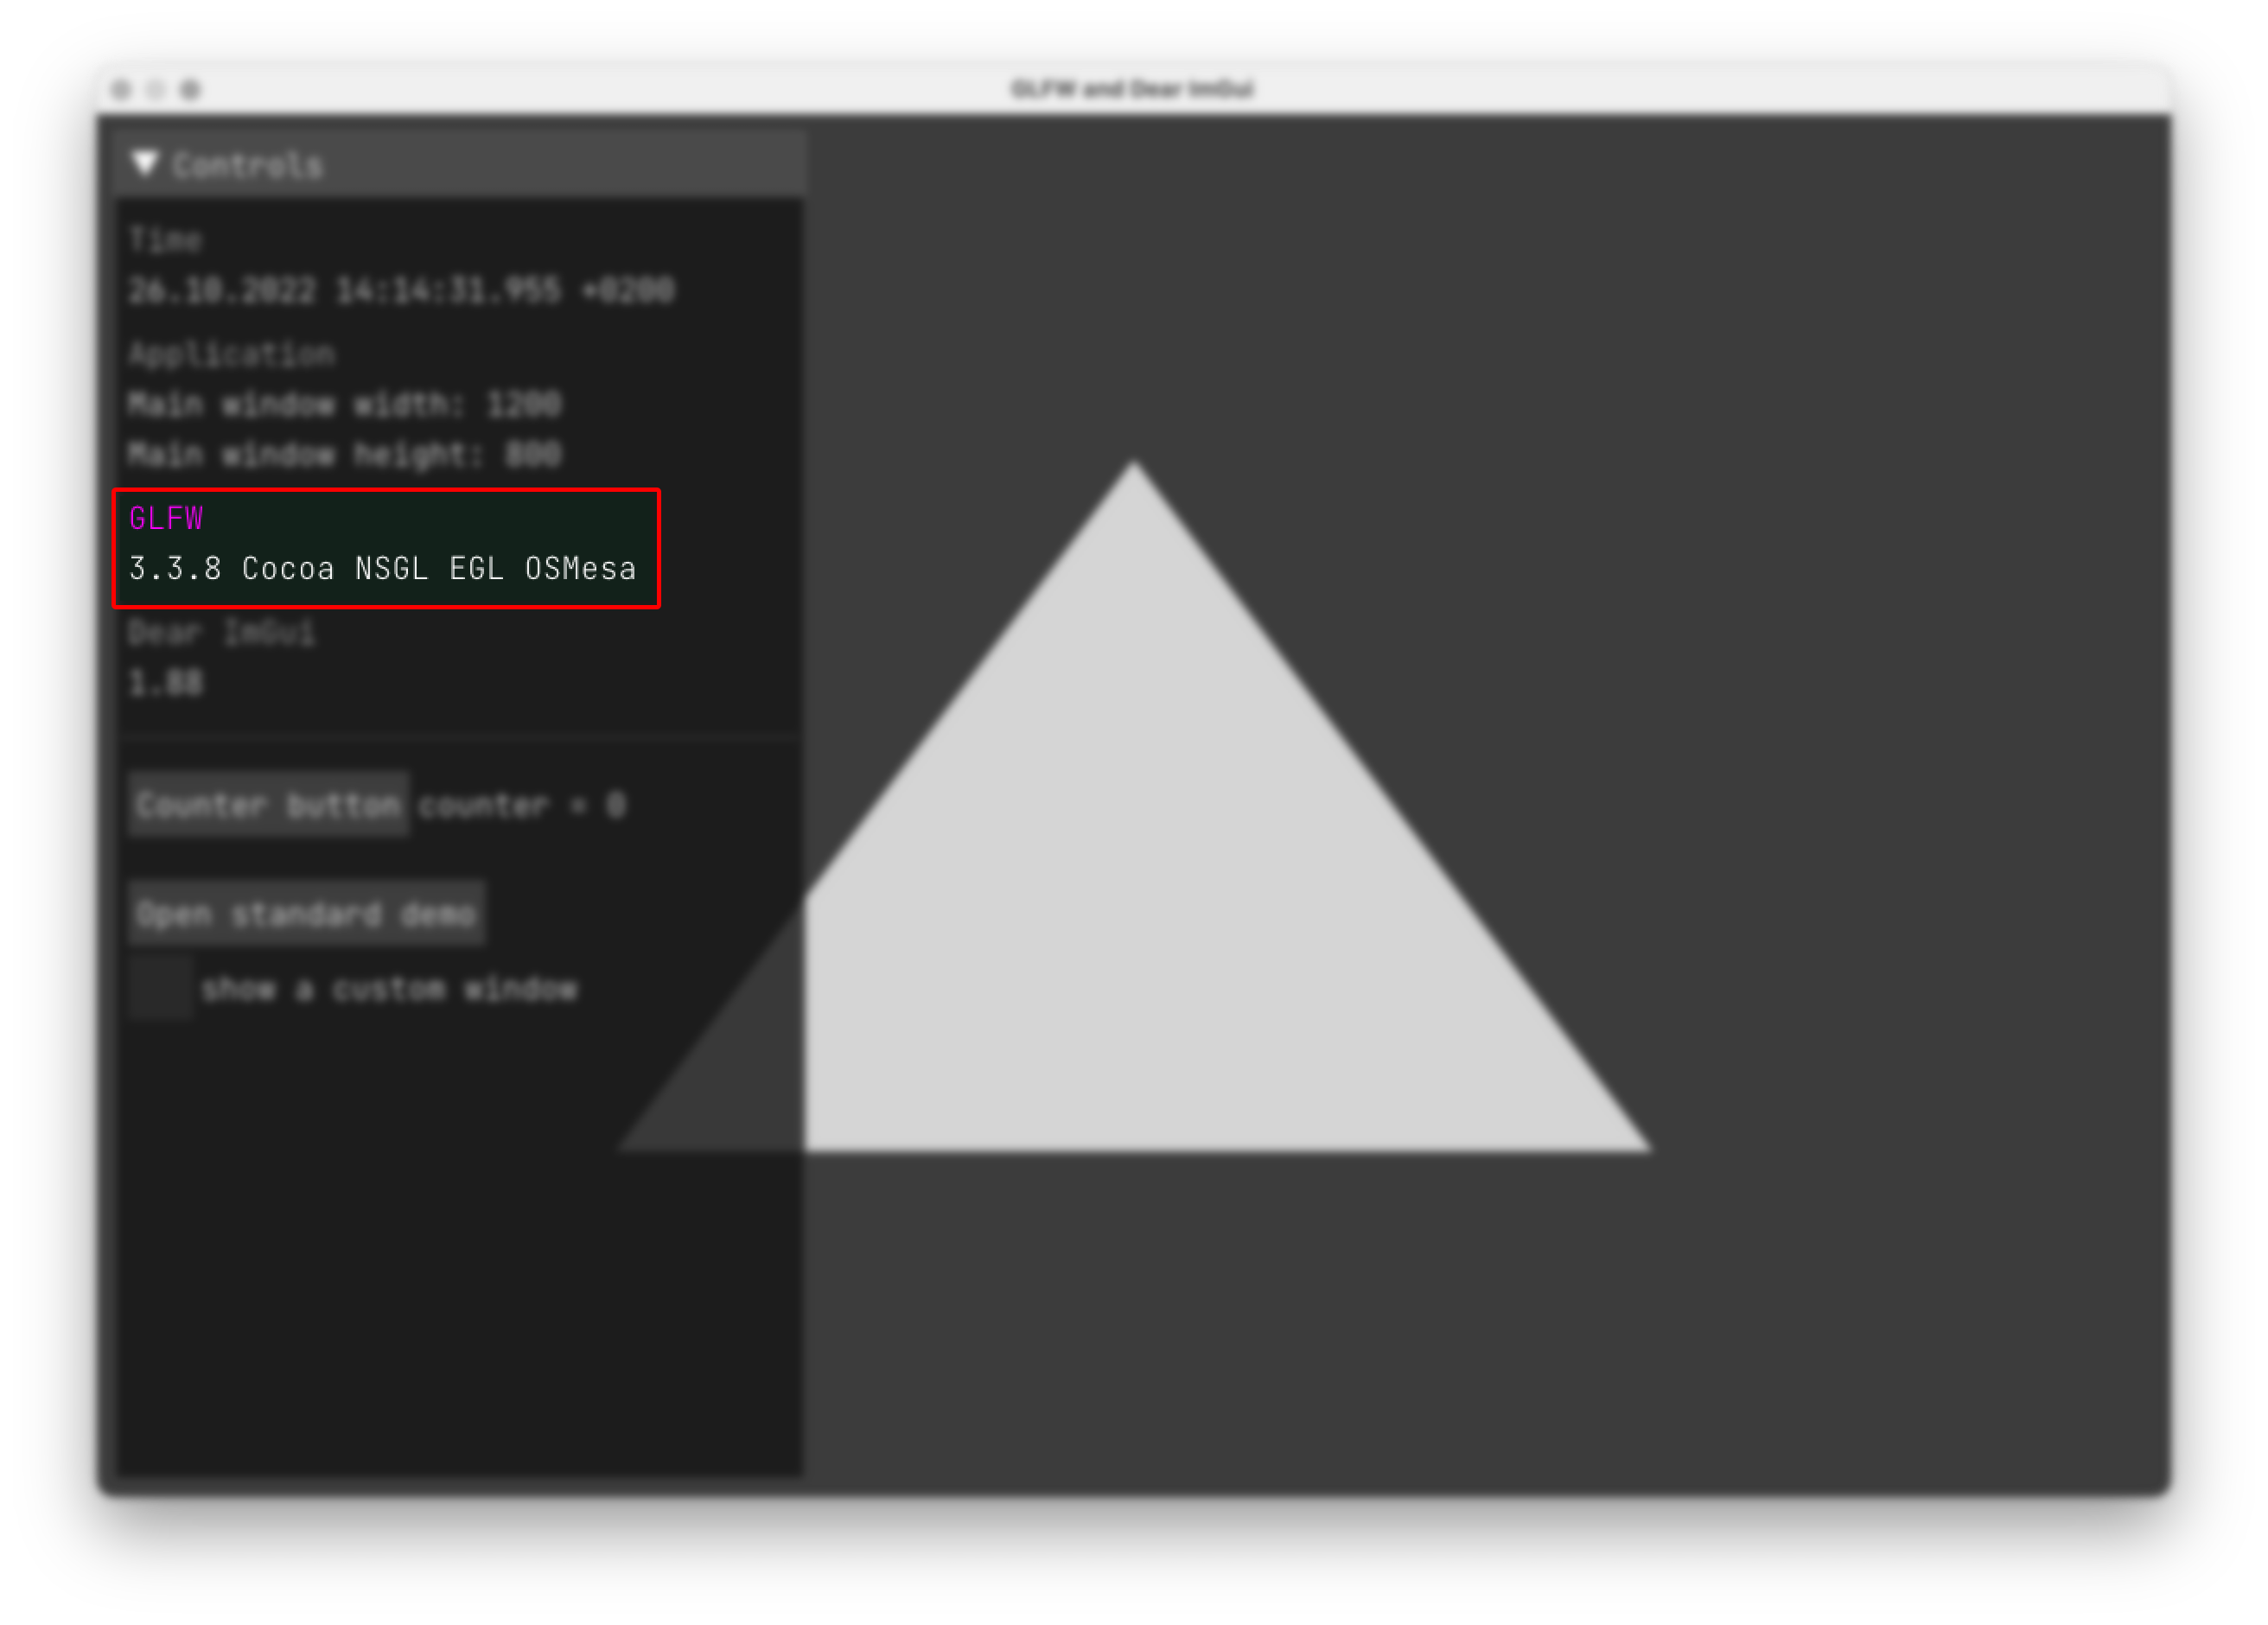 GLFW and Dear ImGui
Controls
Time
26.10.2022 14:14:31.955 +0200
Application
Main window width: 1200
Main window height: 800
GLFW
3.3.8 Cocoa NSGL EGL OSMesa
Dear ImGui
1.88
Counter button counter = 0
Open standard demo
show a custom window